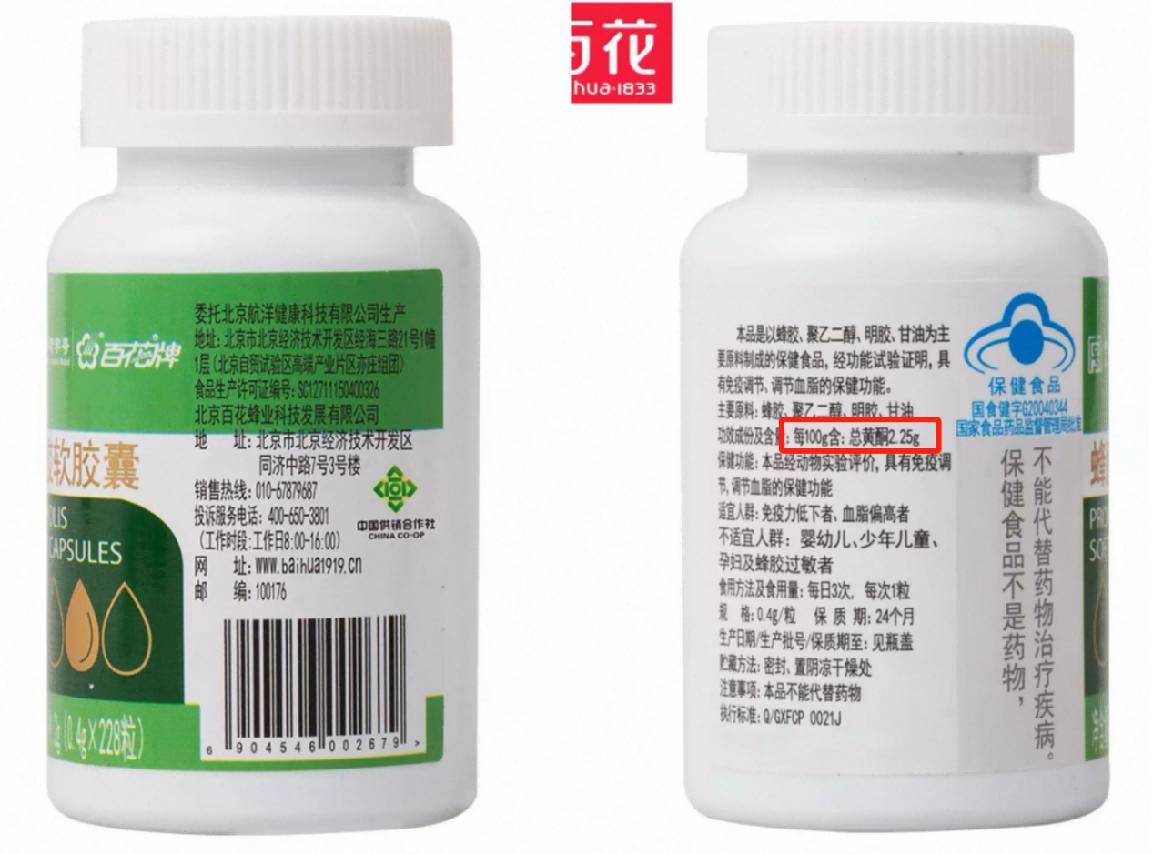 百花牌
软胶囊
CAPSULES
(0.4g×228粒)
委托北京航洋健康科技有限公司生产
地址: 北京市北京经济技术开发区经海三路21号1幢
1层(北京自贸试验区高端产业片区亦庄组团)
食品生产许可证编号: SC12711150400326
北京百花蜂业科技发展有限公司
地 址: 北京市北京经济技术开发区
同济中路7号3号楼
销售热线: 010-67879687
投诉服务电话: 400-650-3801
(工作时段:工作日8:00-16:00)
网 址: www.baihua1919.cn
邮 编: 100176
中国供销合作社
CHINA CO-OP
6 904546 002679 >
花
hua·1833
本品是以蜂胶、聚乙二醇、明胶、甘油为主
要原料制成的保健食品, 经功能试验证明, 具
有免疫调节、调节血脂的保健功能。
主要原料: 蜂胶、聚乙二醇、明胶、甘油
功效成份及含量: 每100g含: 总黄酮2.25g
保健功能: 本品经动物实验评价, 具有免疫调
节, 调节血脂的保健功能
适宜人群: 免疫力低下者、血脂偏高者
不适宜人群: 婴幼儿、少年儿童、
孕妇及蜂胶过敏者
食用方法及食用量: 每日3次, 每次1粒
规 格: 0.4g/粒 保 质 期: 24个月
生产日期/生产批号/保质期至: 见瓶盖
贮藏方法: 密封、置阴凉干燥处
注意事项: 本品不能代替药物
执行标准: Q/GXFCP 0021J
保健食品
国食健字G20040344
国家食品药品监督管理局批准
保健食品不是药物,
不能代替药物治疗疾病。
蜂